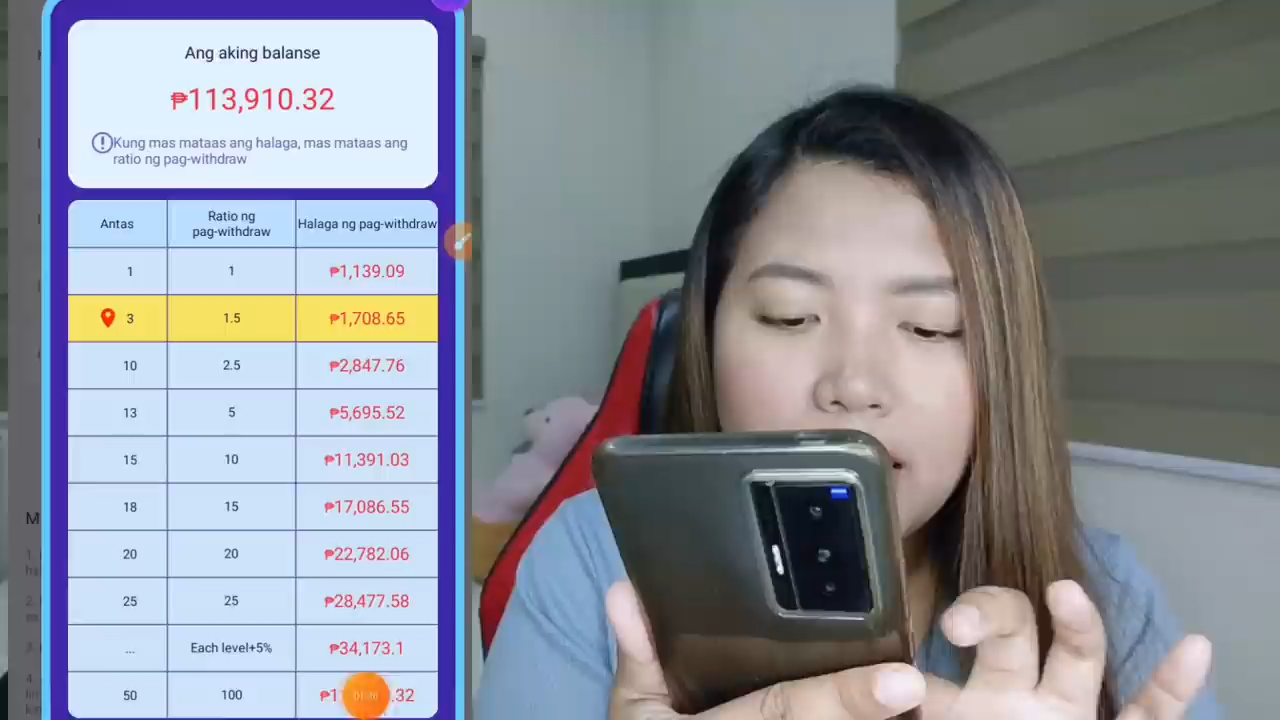 Ang aking balanse
₱113,910.32
Kung mas mataas ang halaga, mas mataas ang
ratio ng pag-withdraw
Antas Ratio ng pag-withdraw Halaga ng pag-withdraw
1 1 ₱1,139.09
3 1.5 ₱1,708.65
10 2.5 ₱2,847.76
13 5 ₱5,695.52
15 10 ₱11,391.03
18 15 ₱17,086.55
20 20 ₱22,782.06
25 25 ₱28,477.58
... Each level+5% ₱34,173.1
50 100